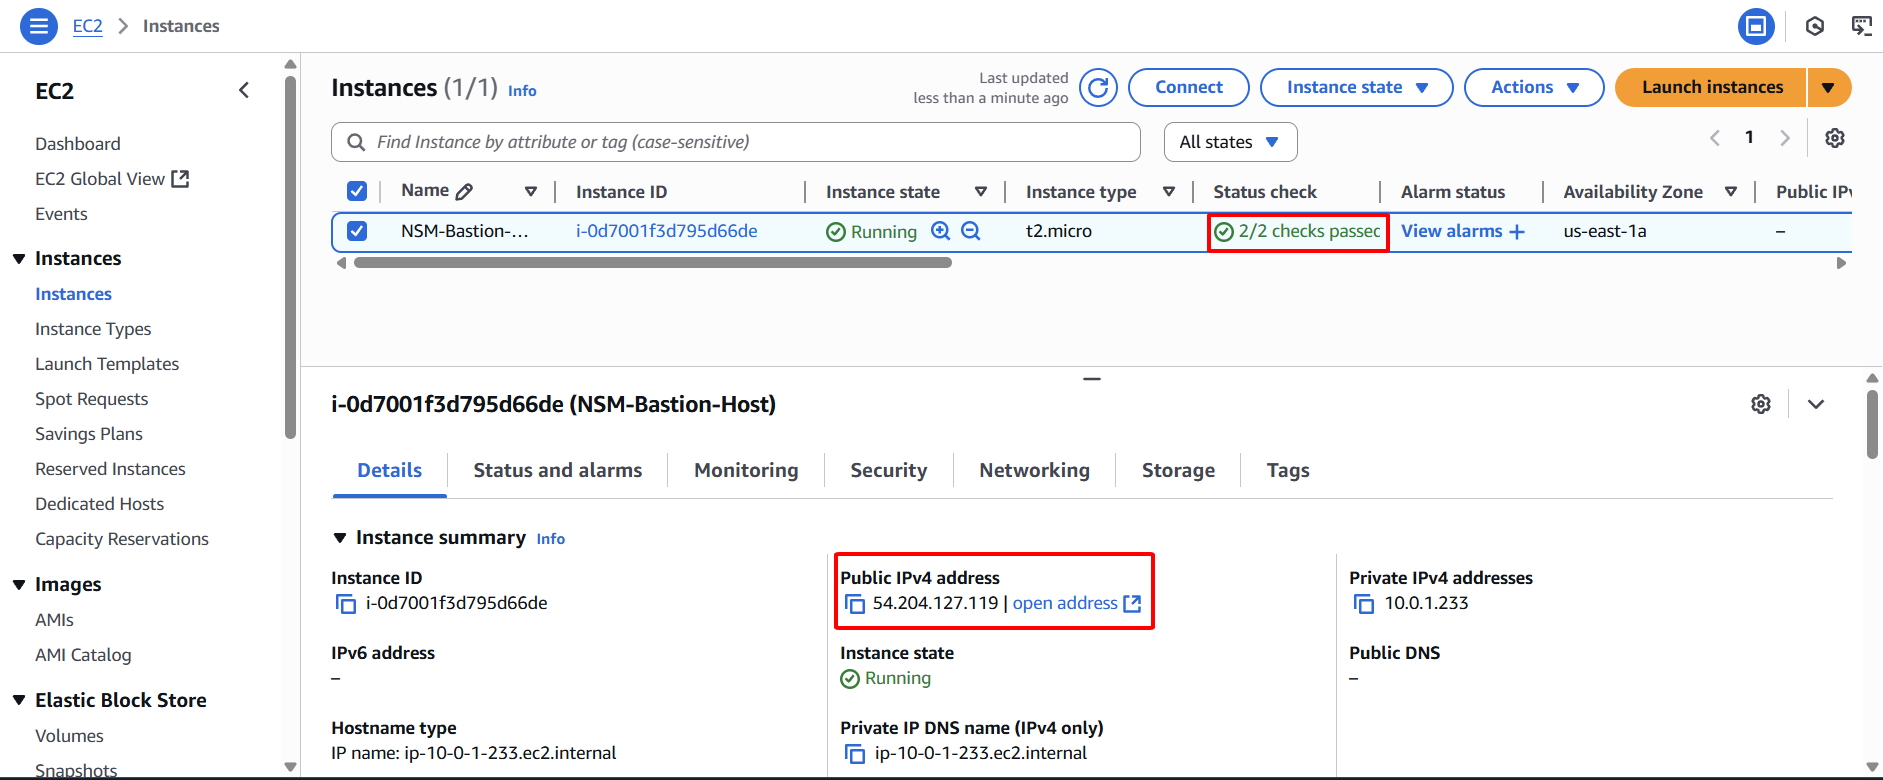 EC2 > Instances
EC2
Dashboard
EC2 Global View
Events
Instances
Instances
Instance Types
Launch Templates
Spot Requests
Savings Plans
Reserved Instances
Dedicated Hosts
Capacity Reservations
Images
AMIs
AMI Catalog
Elastic Block Store
Volumes
Snapshots
Instances (1/1) Info
Last updated
less than a minute ago
Connect
Instance state
Actions
Launch instances
Find Instance by attribute or tag (case-sensitive)
All states
1
Name Instance ID Instance state Instance type Status check Alarm status Availability Zone Public IPv
NSM-Bastion-... i-0d7001f3d795d66de Running t2.micro 2/2 checks passed View alarms + us-east-1a –
i-0d7001f3d795d66de (NSM-Bastion-Host)
Details Status and alarms Monitoring Security Networking Storage Tags
Instance summary Info
Instance ID
i-0d7001f3d795d66de
Public IPv4 address
54.204.127.119 | open address
Private IPv4 addresses
10.0.1.233
IPv6 address
–
Instance state
Running
Public DNS
–
Hostname type
IP name: ip-10-0-1-233.ec2.internal
Private IP DNS name (IPv4 only)
ip-10-0-1-233.ec2.internal